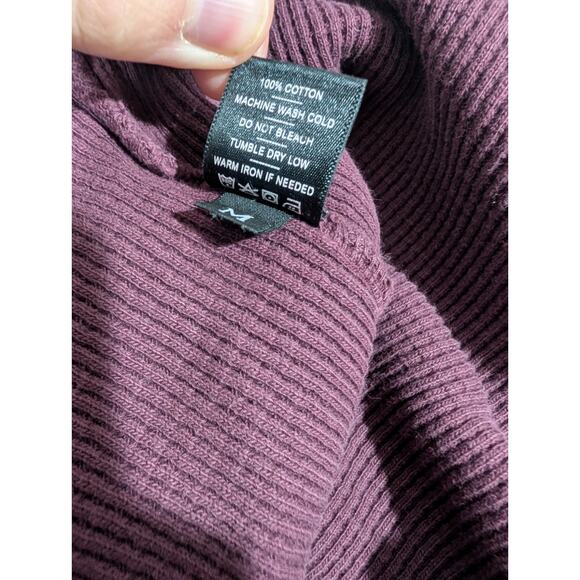 100% COTTON
MACHINE WASH COLD
DO NOT BLEACH
TUMBLE DRY LOW
WARM IRON IF NEEDED
M